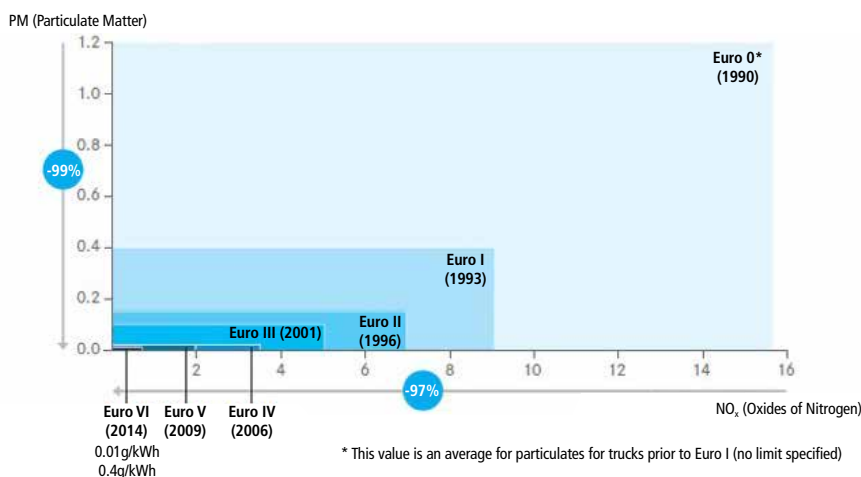 PM (Particulate Matter)
1.2
Euro 0*
(1990)
1.0
0.8
-99%
0.6
0.4
Euro I
(1993)
0.2
Euro II
(1996)
Euro III (2001)
0.0
2 4 6 8 10 12 14 16
-97%
NOx (Oxides of Nitrogen)
Euro VI
(2014)
0.01g/kWh
0.4g/kWh
Euro V
(2009)
Euro IV
(2006)
* This value is an average for particulates for trucks prior to Euro I (no limit specified)